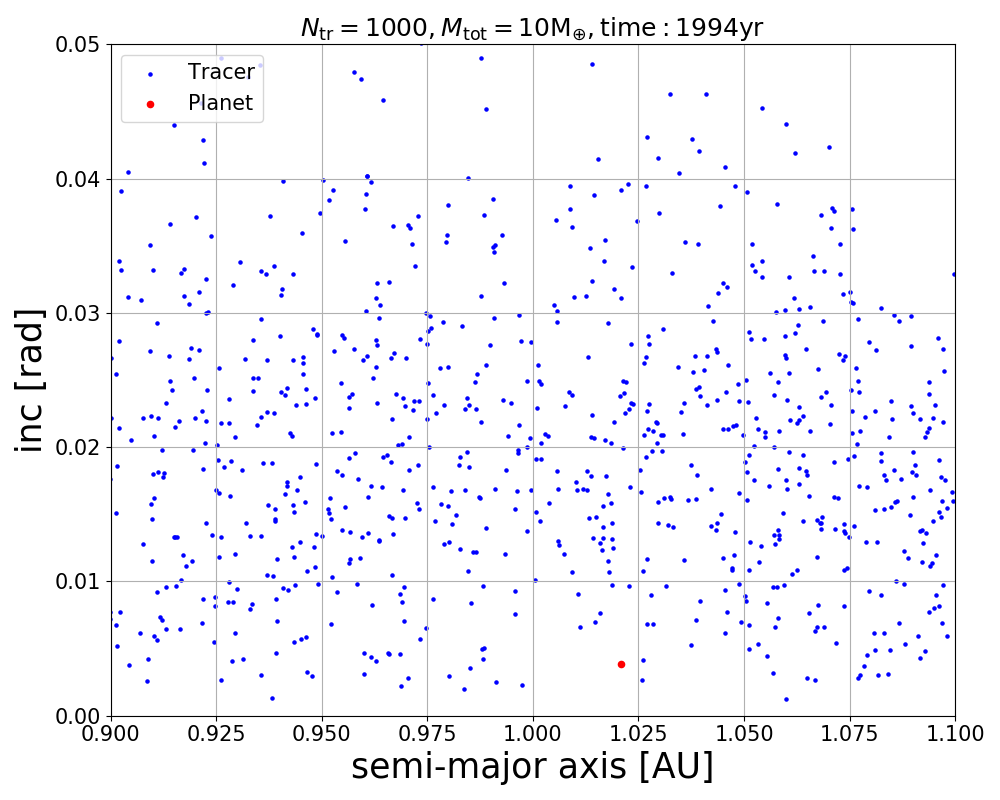 N_tr = 1000, M_tot = 10M_⊕, time : 1994yr
Tracer
Planet
0.05
0.04
0.03
0.02
0.01
0.00
inc [rad]
0.900 0.925 0.950 0.975 1.000 1.025 1.050 1.075 1.100
semi-major axis [AU]